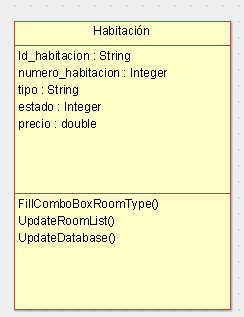 Habitación
Id_habitacion : String
numero_habitacion : Integer
tipo : String
estado : Integer
precio : double
FillComboBoxRoomType()
UpdateRoomList()
UpdateDatabase()